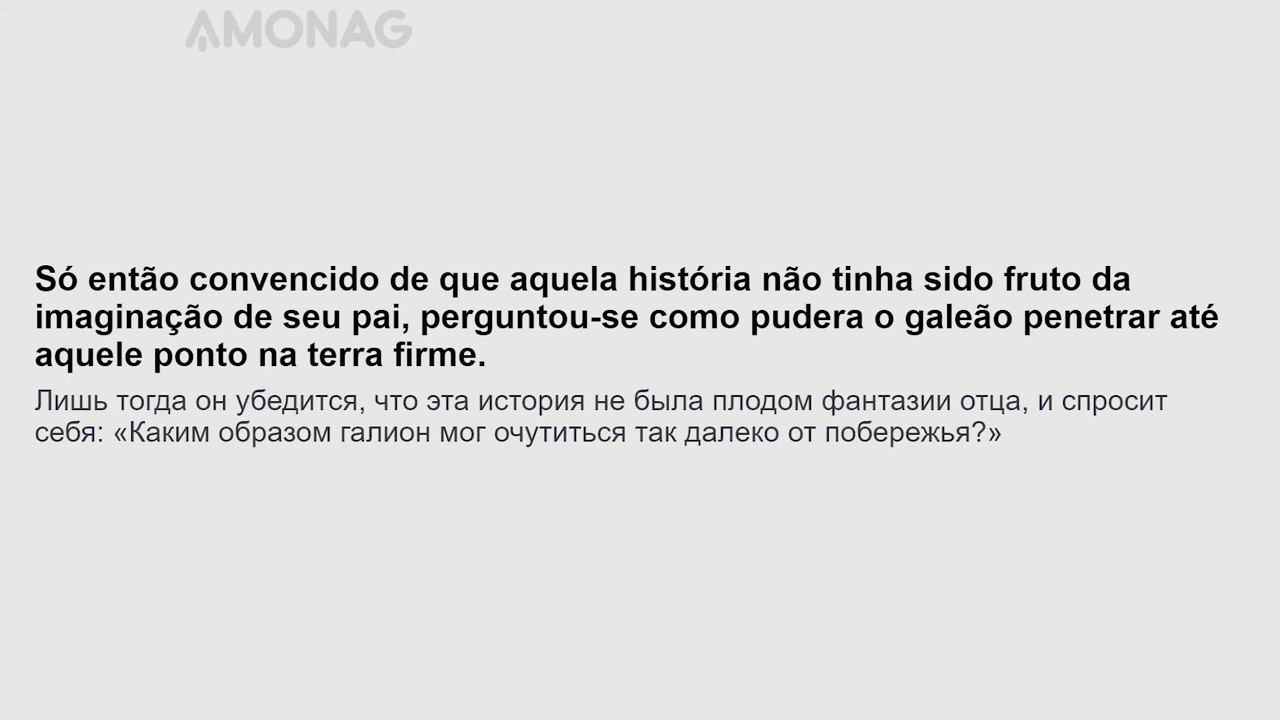 AMONAG
Só então convencido de que aquela história não tinha sido fruto da
imaginação de seu pai, perguntou-se como pudera o galeão penetrar até
aquele ponto na terra firme.
Лишь тогда он убедится, что эта история не была плодом фантазии отца, и спросит
себя: «Каким образом галион мог очутиться так далеко от побережья?»